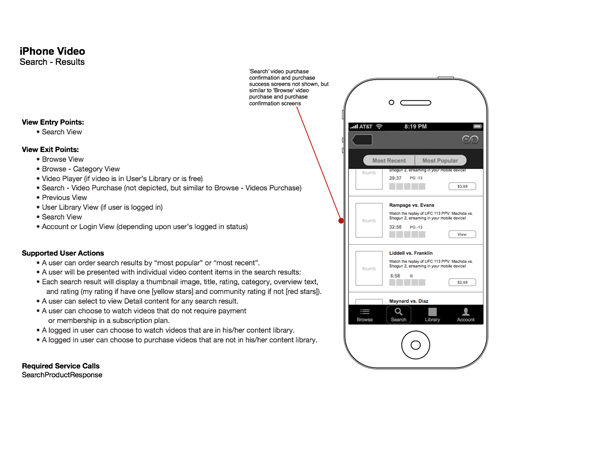 iPhone Video
Search - Results
'Search' video purchase
confirmation and purchase
success screens not shown, but
similar to 'Browse' video
purchase and purchase
confirmation screens
View Entry Points:
• Search View
View Exit Points:
• Browse View
• Browse - Category View
• Video Player (if video is in User's Library or is free)
• Search - Video Purchase (not depicted, but similar to Browse - Videos Purchase)
• Previous View
• User Library View (if user is logged in)
• Search View
• Account or Login View (depending upon user's logged in status)
Supported User Actions
• A user can order search results by "most popular" or "most recent".
• A user will be presented with individual video content items in the search results:
• Each search result will display a thumbnail image, title, rating, category, overview text,
and rating (my rating if have one [yellow stars] and community rating if not [red stars]).
• A user can select to view Detail content for any search result.
• A user can choose to watch videos that do not require payment
or membership in a subscription plan.
• A logged in user can choose to watch videos that are in his/her content library.
• A logged in user can choose to purchase videos that are not in his/her content library.
Required Service Calls
SearchProductResponse
AT&T 8:19 PM
Most Recent Most Popular
Shogun 2, streaming in your mobile device!
thumb
29:37 PG -13
$2.99
Rampage vs. Evans
Watch the replay of UFC 113 PPV: Machida vs.
Shogun 2, streaming in your mobile device!
thumb
32:58 PG -13
View
Liddell vs. Franklin
Watch the replay of UFC 113 PPV: Machida vs.
Shogun 2, streaming in your mobile device!
thumb
5:58 R
$2.99
Maynard vs. Diaz
Browse Search Library Account